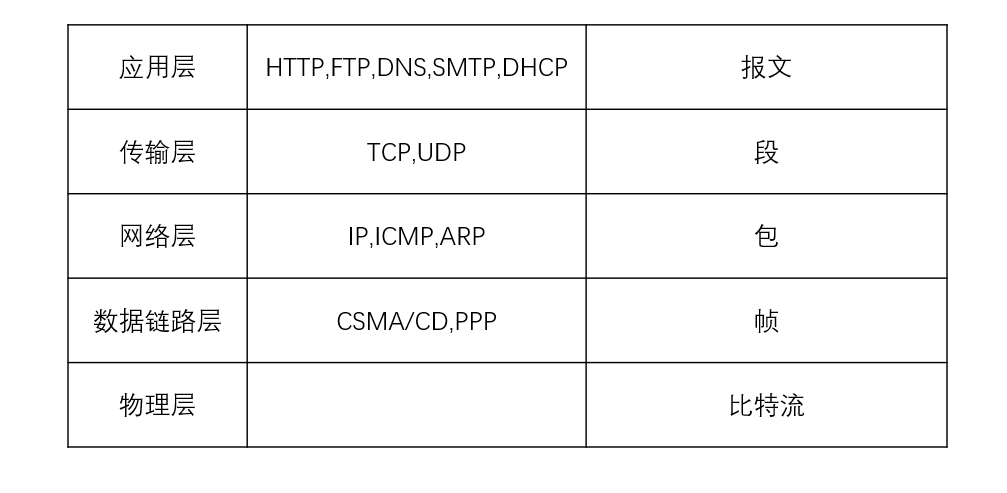 应用层 HTTP,FTP,DNS,SMTP,DHCP 报文
传输层 TCP,UDP 段
网络层 IP,ICMP,ARP 包
数据链路层 CSMA/CD,PPP 帧
物理层 比特流